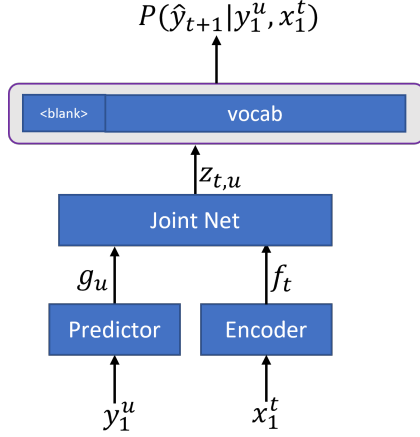 P(ŷ_{t+1}|y_1^u, x_1^t)
<blank> vocab
z_{t,u}
Joint Net
g_u f_t
Predictor Encoder
y_1^u x_1^t